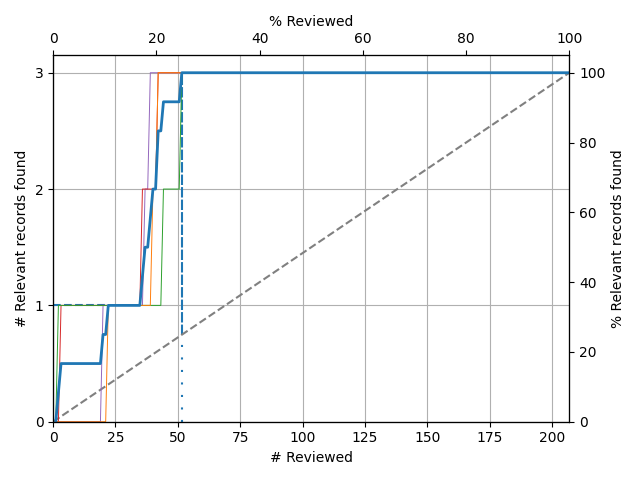 % Reviewed
0 20 40 60 80 100
3 100
80
2
60
40
1
20
0 0
0 25 50 75 100 125 150 175 200
# Reviewed
# Relevant records found
% Relevant records found